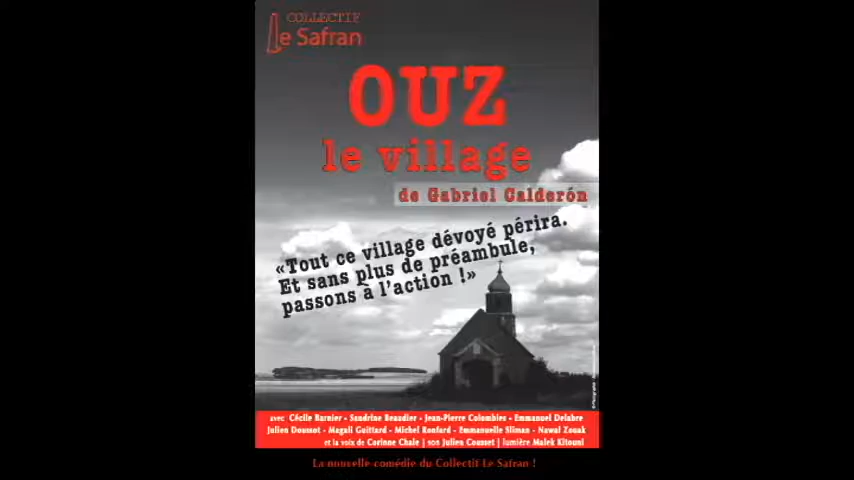 COLLECTIF
Le Safran
OUZ
le village
de Gabriel Calderón
«Tout ce village dévoyé périra.
Et sans plus de préambule,
passons à l'action !»
avec Cécile Barnier - Sandrine Beaudier - Jean-Pierre Colombies - Emmanuel Delabre
Julien Doussot - Magali Guittard - Michel Ronford - Emmanuelle Sliman - Nawal Zouak
et la voix de Corinne Chale | son Julien Cousset | lumière Malek Kitouni
La nouvelle comédie du Collectif Le Safran !